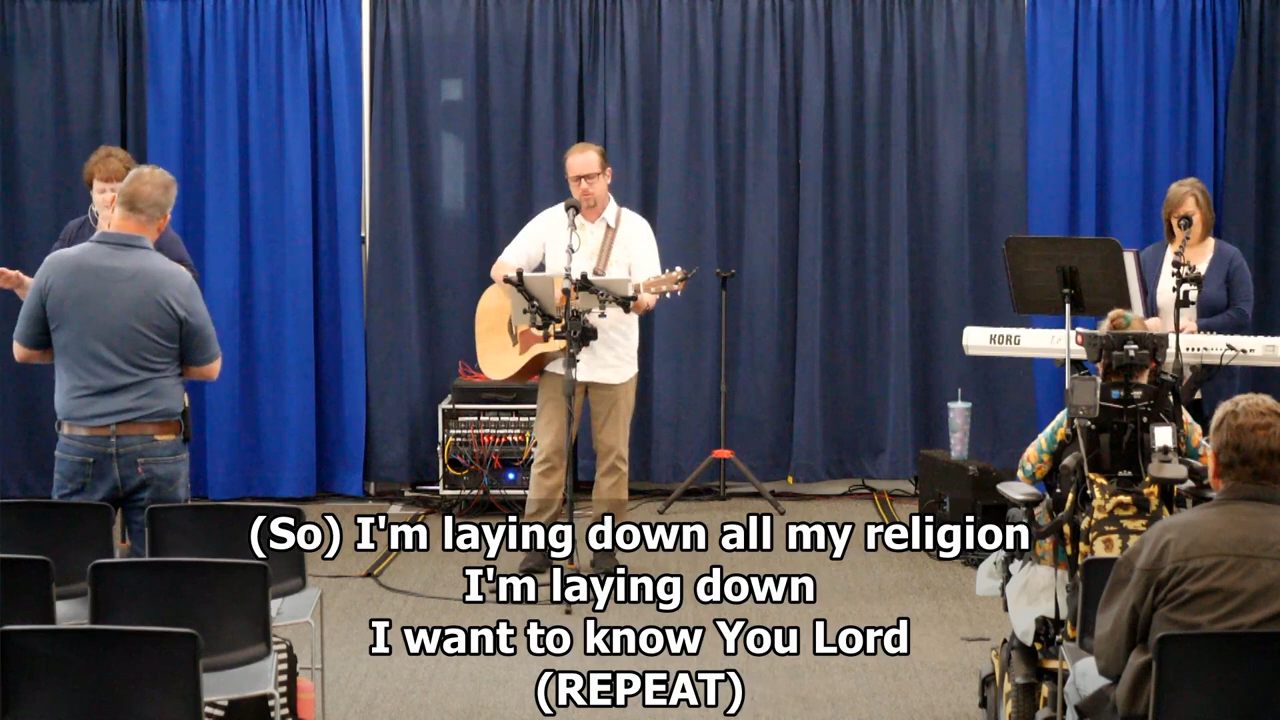 KORG
(So) I'm laying down all my religion
I'm laying down
I want to know You Lord
(REPEAT)